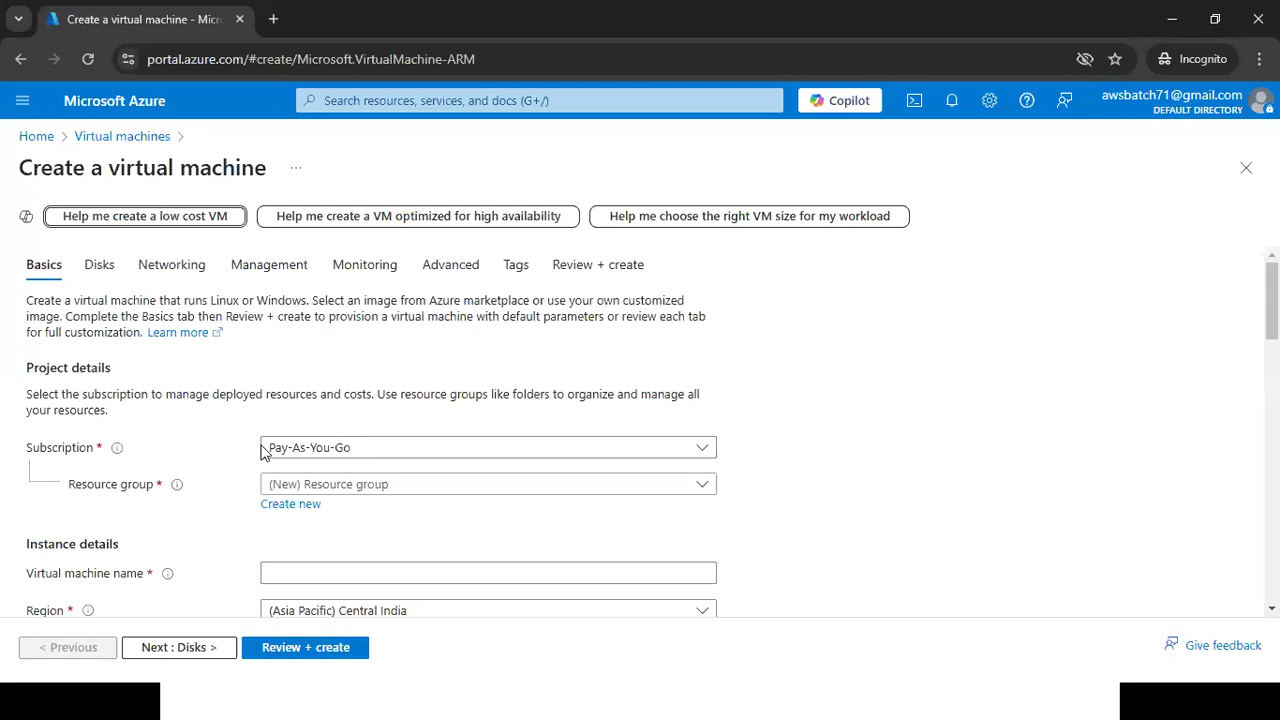 Create a virtual machine - Micr
portal.azure.com/#create/Microsoft.VirtualMachine-ARM
Incognito
Microsoft Azure
Search resources, services, and docs (G+/)
Copilot
awsbatch71@gmail.com
DEFAULT DIRECTORY
Home > Virtual machines >
Create a virtual machine ...
Help me create a low cost VM
Help me create a VM optimized for high availability
Help me choose the right VM size for my workload
Basics Disks Networking Management Monitoring Advanced Tags Review + create
Create a virtual machine that runs Linux or Windows. Select an image from Azure marketplace or use your own customized
image. Complete the Basics tab then Review + create to provision a virtual machine with default parameters or review each tab
for full customization. Learn more
Project details
Select the subscription to manage deployed resources and costs. Use resource groups like folders to organize and manage all
your resources.
Subscription * Pay-As-You-Go
Resource group * (New) Resource group
Create new
Instance details
Virtual machine name *
Region * (Asia Pacific) Central India
< Previous
Next : Disks >
Review + create
Give feedback